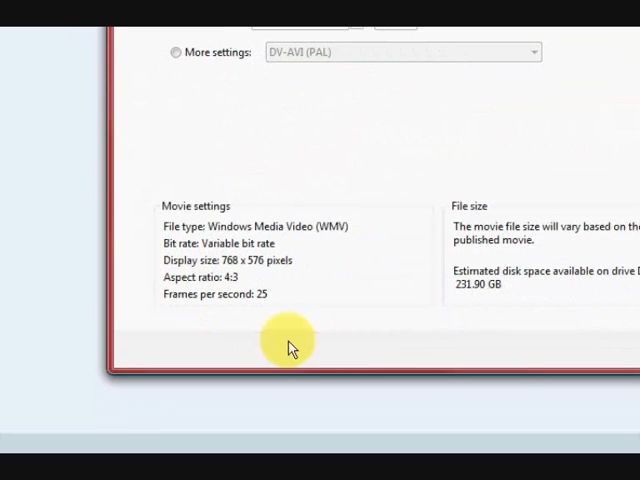 More settings: DV-AVI (PAL)
Movie settings
File type: Windows Media Video (WMV)
Bit rate: Variable bit rate
Display size: 768 x 576 pixels
Aspect ratio: 4:3
Frames per second: 25
File size
The movie file size will vary based on the
published movie.
Estimated disk space available on drive D
231.90 GB